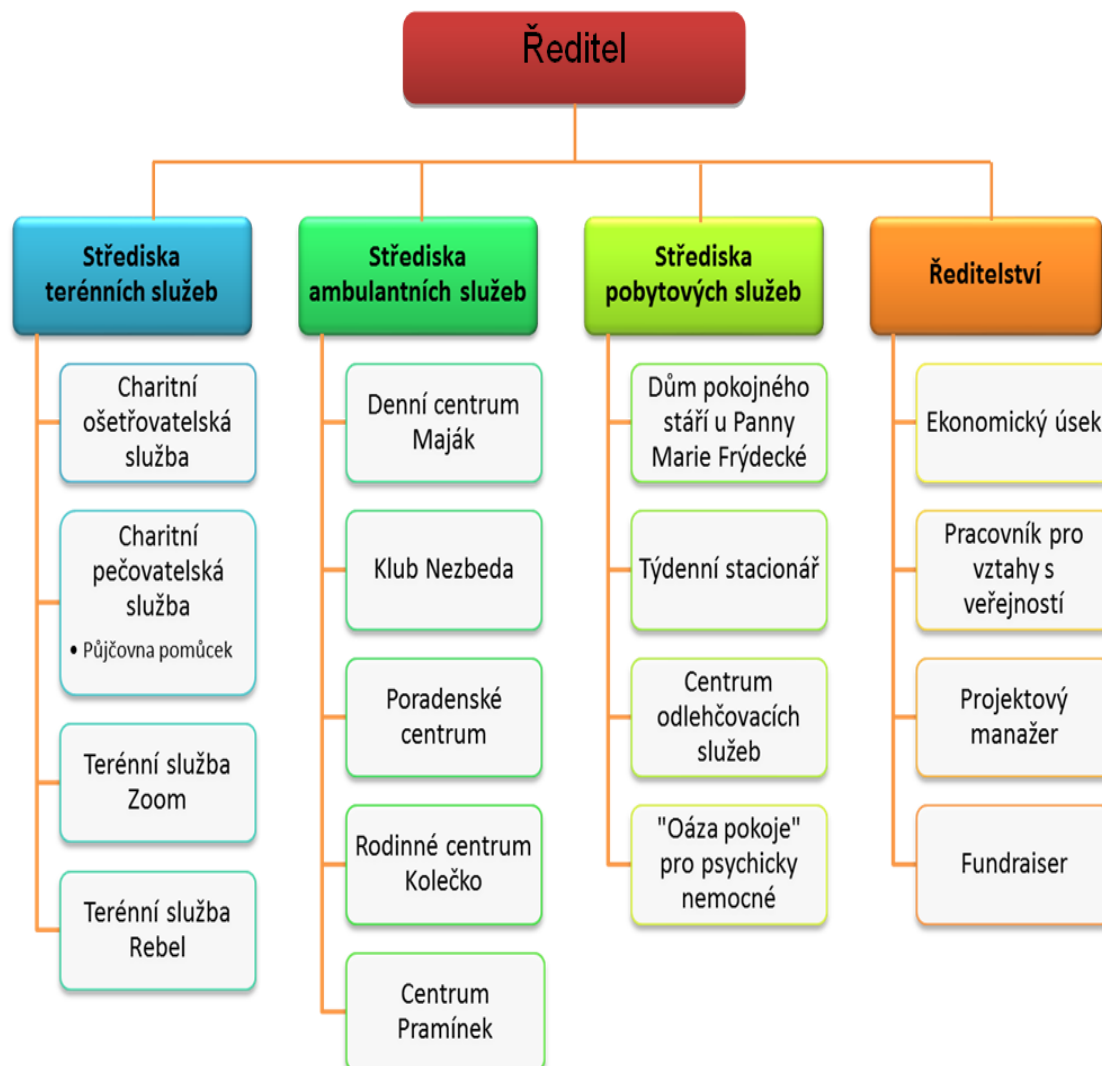 Ředitel
Střediska
terénních služeb
Charitní
ošetřovatelská
služba
Charitní
pečovatelská
služba
• Půjčovna pomůcek
Terénní služba
Zoom
Terénní služba
Rebel
Střediska
ambulantních služeb
Denní centrum
Maják
Klub Nezbeda
Poradenské
centrum
Rodinné centrum
Kolečko
Centrum
Pramínek
Střediska
pobytových služeb
Dům pokojného
stáří u Panny
Marie Frýdecké
Týdenní stacionář
Centrum
odlehčovacích
služeb
"Oáza pokoje"
pro psychicky
nemocné
Ředitelství
Ekonomický úsek
Pracovník pro
vztahy s
veřejností
Projektový
manažer
Fundraiser